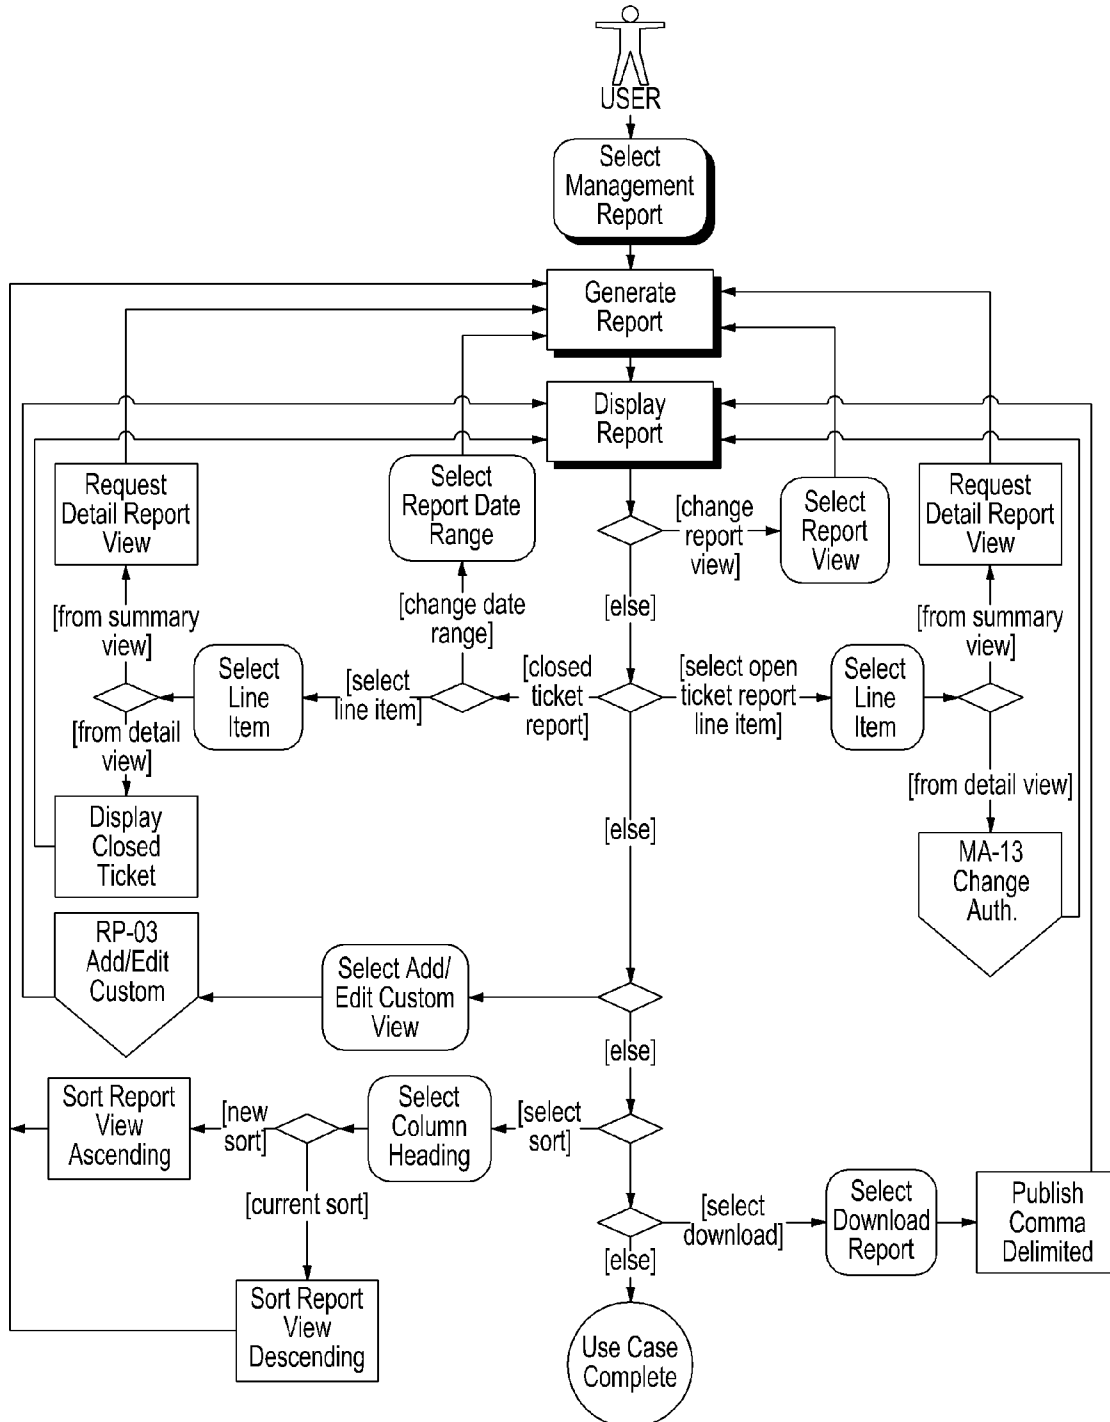 USER
Select
Management
Report
Generate
Report
Display
Report
Request
Detail Report
View
Select
Report Date
Range
[change
report
view]
Select
Report
View
Request
Detail Report
View
[from summary
view]
[change date
range]
[else]
[from summary
view]
Select
Line
Item
[select
line item]
[closed
ticket
report]
[select open
ticket report
line item]
Select
Line
Item
[from detail
view]
[from detail view]
Display
Closed
Ticket
[else]
MA-13
Change
Auth.
RP-03
Add/Edit
Custom
Select Add/
Edit Custom
View
[else]
Sort Report
View
Ascending
[new
sort]
Select
Column
Heading
[select
sort]
[current sort]
[select
download]
Select
Download
Report
Publish
Comma
Delimited
[else]
Sort Report
View
Descending
Use Case
Complete